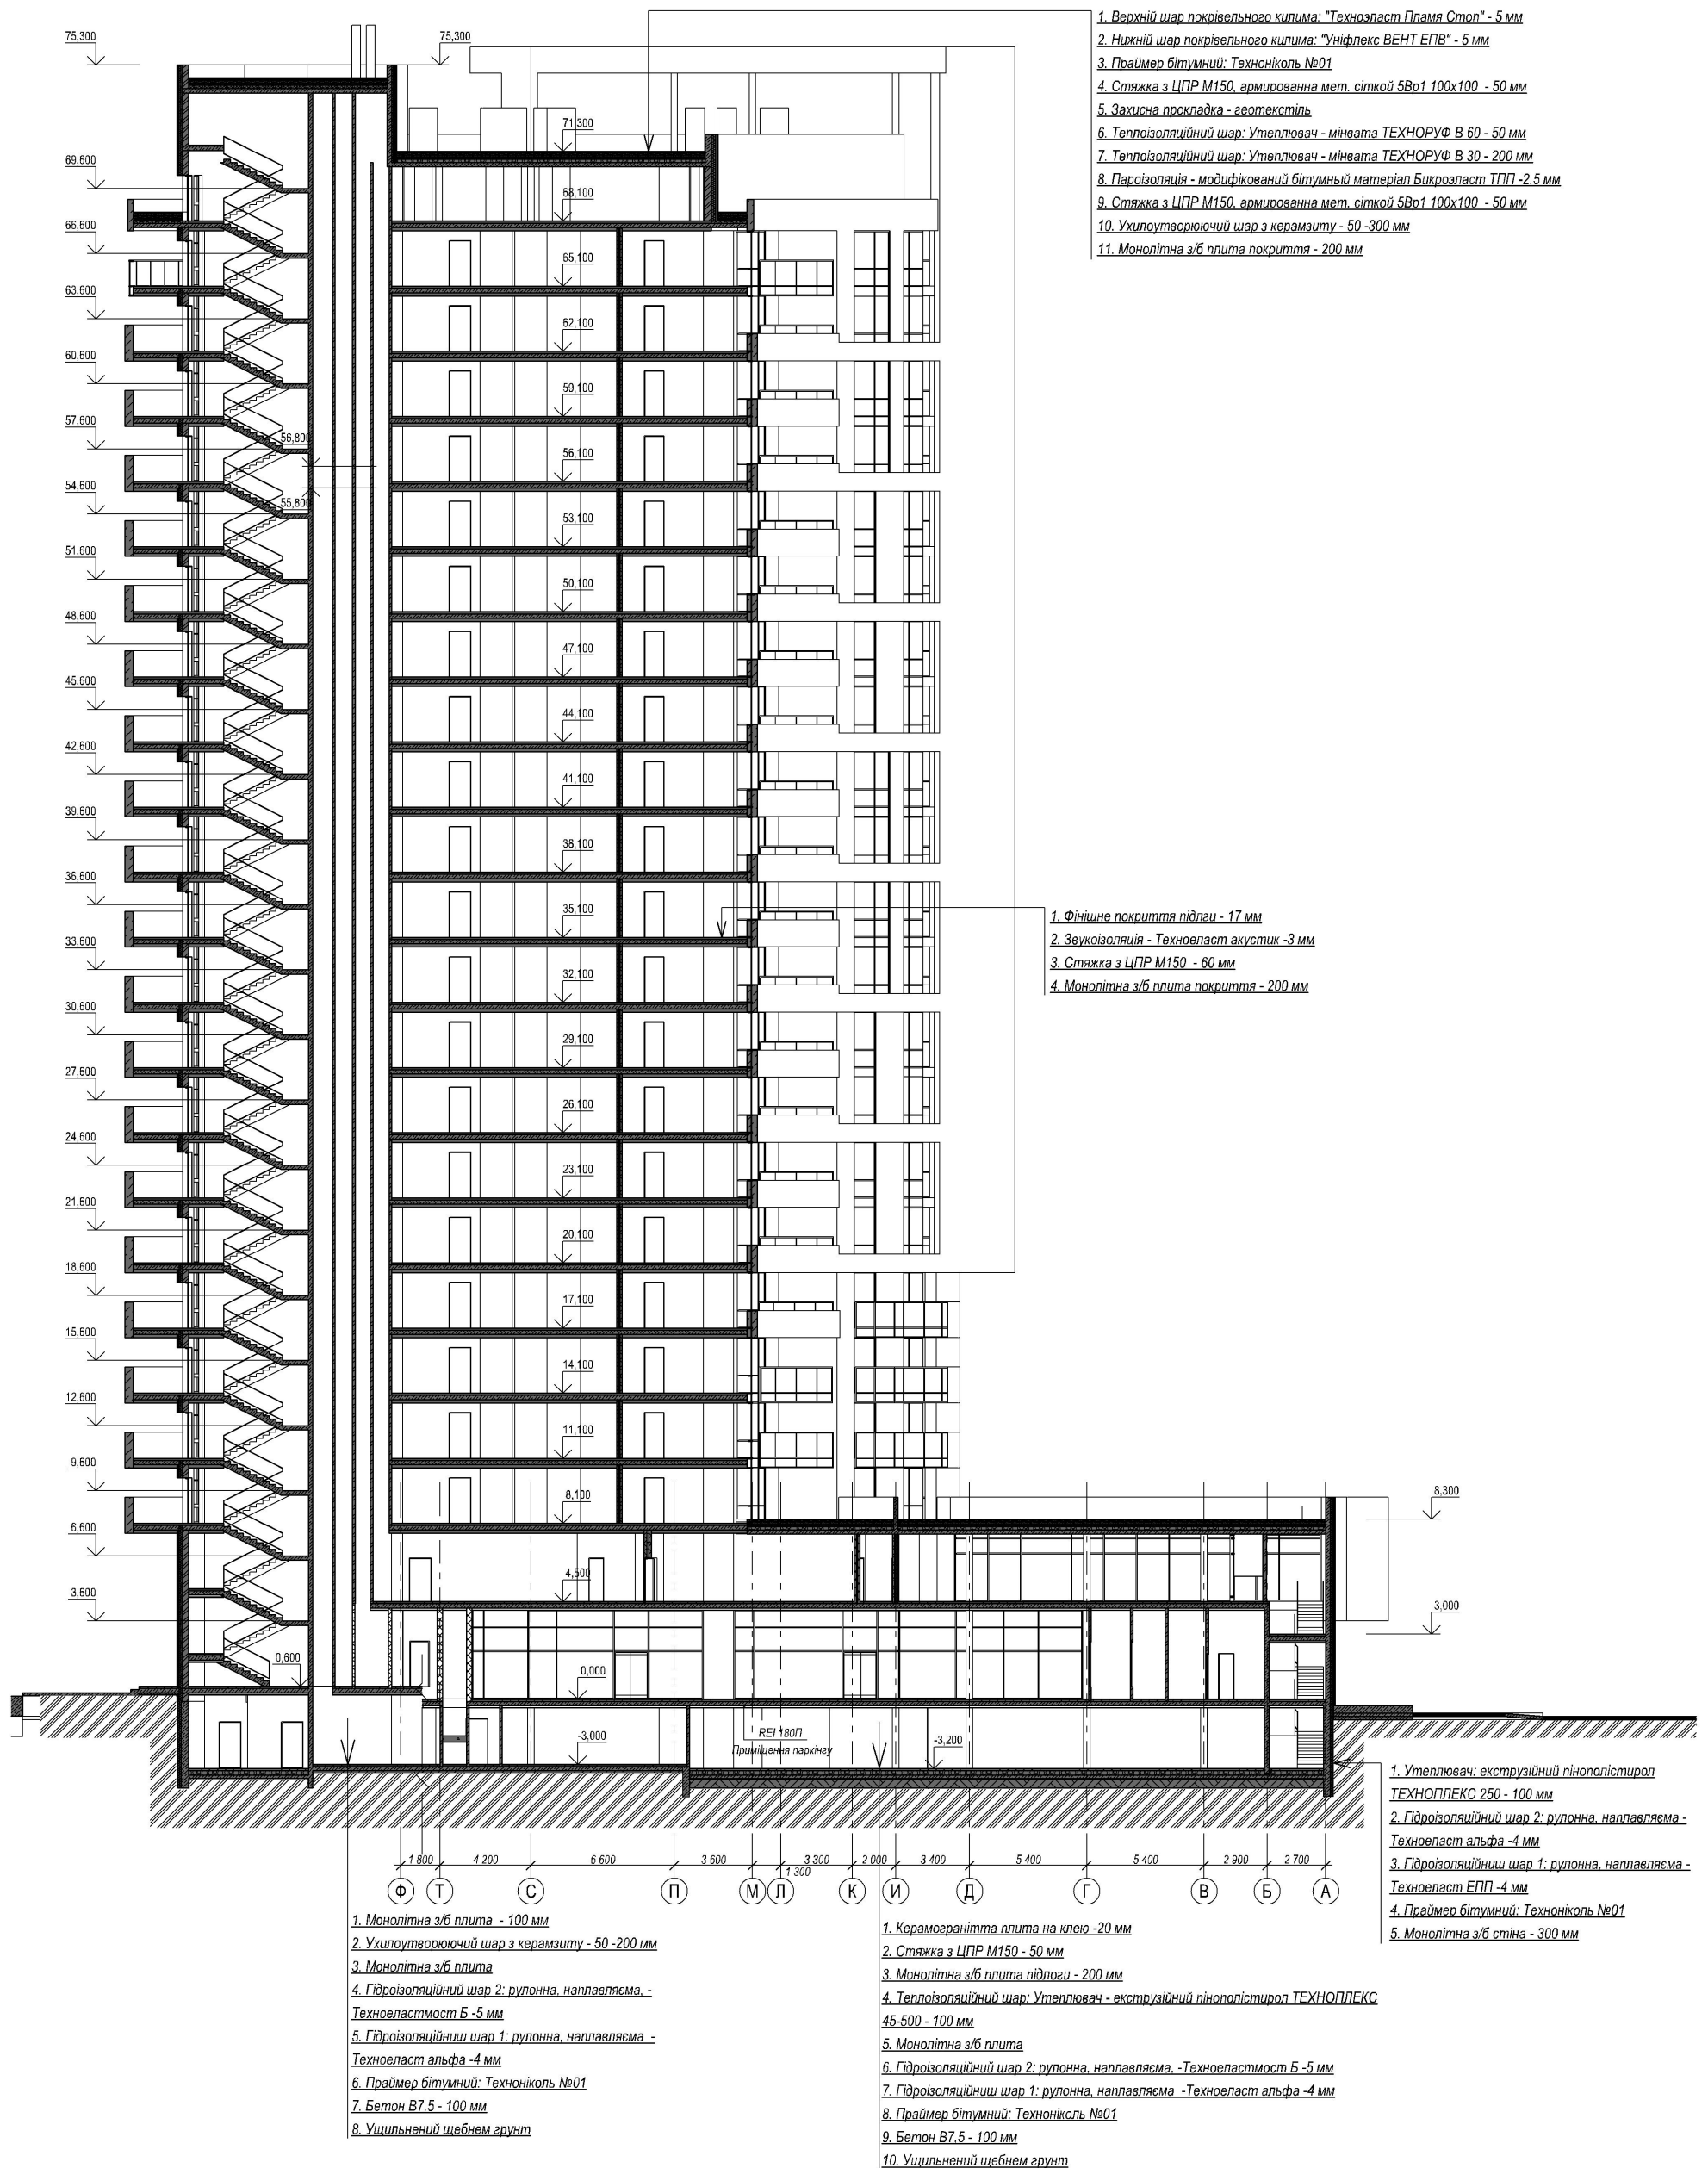 1. Верхній шар покрівельного килима: "Техноэласт Пламя Стоп" - 5 мм
2. Нижній шар покрівельного килима: "Уніфлекс ВЕНТ ЕПВ" - 5 мм
3. Праймер бітумний: Техноніколь №01
4. Стяжка з ЦПР М150, армированна мет. сіткой 5Вр1 100х100 - 50 мм
5. Захисна прокладка - геотекстіль
6. Теплоізоляційний шар: Утеплювач - мінвата ТЕХНОРУФ В 60 - 50 мм
7. Теплоізоляційний шар: Утеплювач - мінвата ТЕХНОРУФ В 30 - 200 мм
8. Пароізоляція - модифікований бітумный матеріал Бикроэласт ТПП -2,5 мм
9. Стяжка з ЦПР М150, армированна мет. сіткой 5Вр1 100х100 - 50 мм
10. Ухилоутворюючий шар з керамзиту - 50 -300 мм
11. Монолітна з/б плита покриття - 200 мм
75,300
75,300
71,300
69,600
68,100
65,600
65,100
63,600
62,100
60,600
59,100
57,600
56,800
56,100
55,800
54,600
53,100
51,600
50,100
48,600
47,100
45,600
44,100
42,600
41,100
39,600
38,100
36,600
35,100
1. Фінішне покриття підлги - 17 мм
2. Звукоізоляція - Техноеласт акустик -3 мм
3. Стяжка з ЦПР М150 - 60 мм
4. Монолітна з/б плита покриття - 200 мм
33,600
32,100
30,600
29,100
27,600
26,100
24,600
23,100
21,600
20,100
18,600
17,100
15,600
14,100
12,600
11,100
9,600
8,100
8,300
6,600
4,500
3,600
3,000
0,600
0,000
-3,000
REI 180П
Приміщення паркінгу
-3,200
1. Утеплювач: екструзійний пінополістирол
ТЕХНОПЛЕКС 250 - 100 мм
2. Гідроізоляційний шар 2: рулонна, наплавляєма -
Техноеласт альфа -4 мм
3. Гідроізоляційниш шар 1: рулонна, наплавляєма -
Техноеласт ЕПП -4 мм
4. Праймер бітумний: Техноніколь №01
5. Монолітна з/б стіна - 300 мм
1 800 4 200 6 600 3 600 1 300 3 300 2 000 3 400 5 400 5 400 2 900 2 700
Ф Т С П М Л К И Д Г В Б А
1. Монолітна з/б плита - 100 мм
2. Ухилоутворюючий шар з керамзиту - 50 -200 мм
3. Монолітна з/б плита
4. Гідроізоляційний шар 2: рулонна, наплавляєма, -
Техноеластмост Б -5 мм
5. Гідроізоляційниш шар 1: рулонна, наплавляєма -
Техноеласт альфа -4 мм
6. Праймер бітумний: Техноніколь №01
7. Бетон В7,5 - 100 мм
8. Ущильнений щебнем грунт
1. Керамогранітта плита на клею -20 мм
2. Стяжка з ЦПР М150 - 50 мм
3. Монолітна з/б плита підлоги - 200 мм
4. Теплоізоляційний шар: Утеплювач - екструзійний пінополістирол ТЕХНОПЛЕКС
45-500 - 100 мм
5. Монолітна з/б плита
6. Гідроізоляційний шар 2: рулонна, наплавляєма, -Техноеластмост Б -5 мм
7. Гідроізоляційниш шар 1: рулонна, наплавляєма -Техноеласт альфа -4 мм
8. Праймер бітумний: Техноніколь №01
9. Бетон В7,5 - 100 мм
10. Ущильнений щебнем грунт